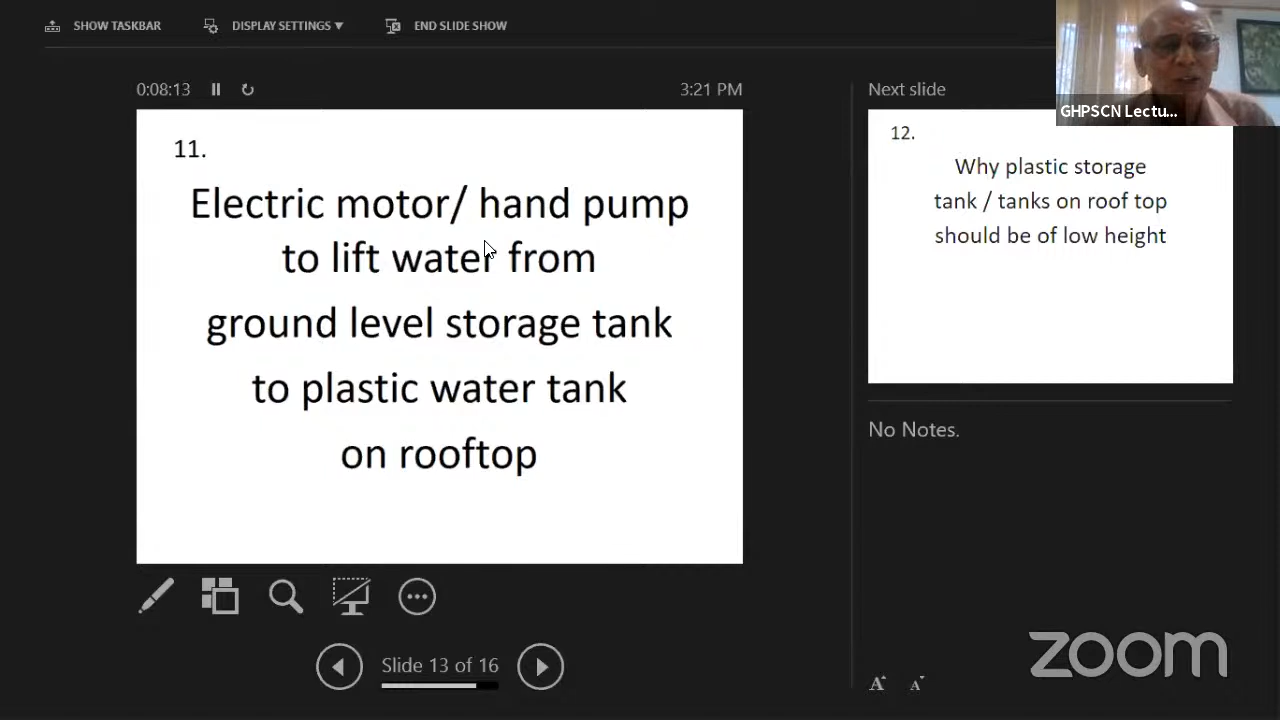 SHOW TASKBAR
DISPLAY SETTINGS ▼
END SLIDE SHOW
0:08:13
3:21 PM
11.
Electric motor/ hand pump
to lift water from
ground level storage tank
to plastic water tank
on rooftop
Slide 13 of 16
Next slide
GHPSCN Lectu...
12.
Why plastic storage
tank / tanks on roof top
should be of low height
No Notes.
A A
zoom